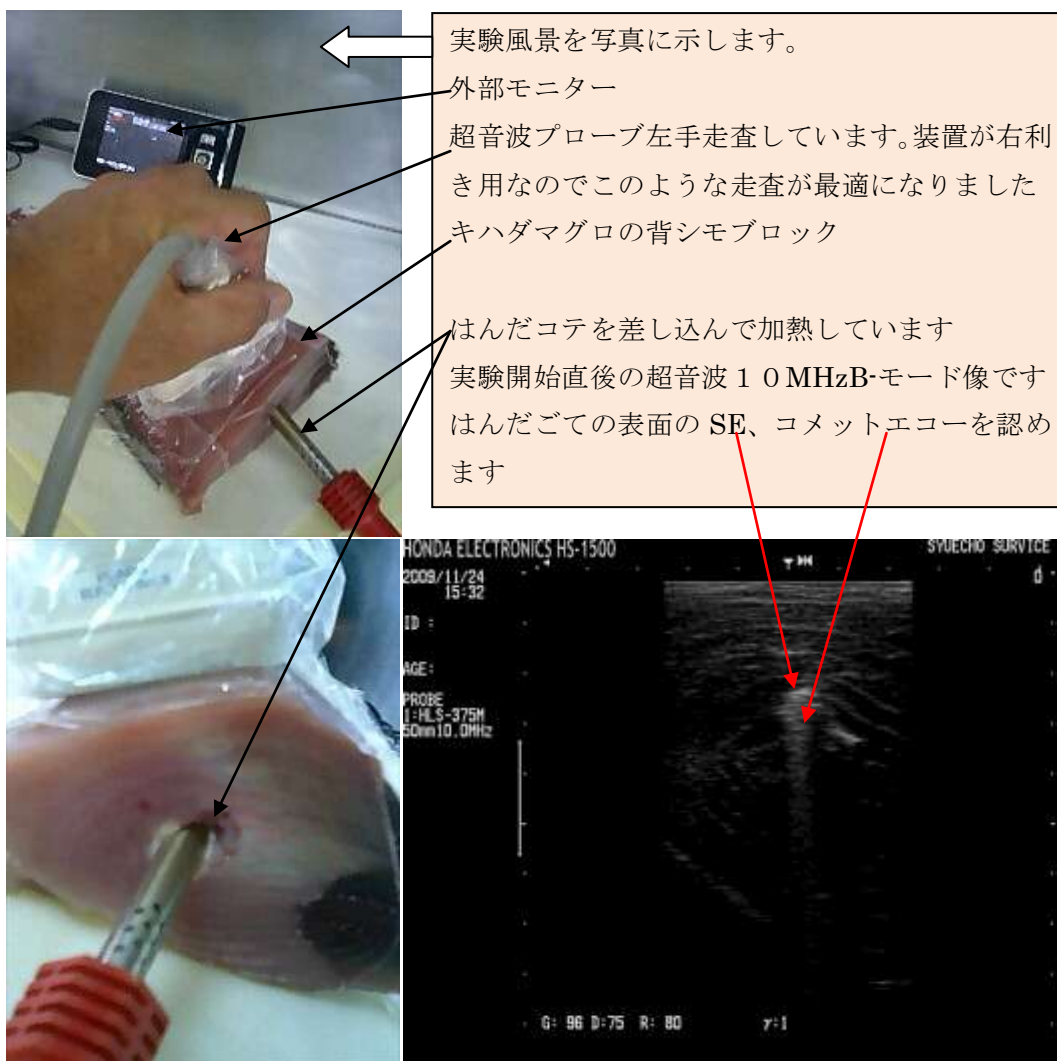 実験風景を写真に示します。
外部モニター
超音波プローブ左手走査しています。装置が右利
き用なのでこのような走査が最適になりました
キハダマグロの背シモブロック
はんだコテを差し込んで加熱しています
実験開始直後の超音波１０MHzB-モード像です
はんだごての表面の SE、コメットエコーを認め
ます
HONDA ELECTRONICS HS-1500
SYUECHO SURVICE
2009/11/24
15:32
ID :
AGE:
PROBE
1:HLS-375M
50mm10.0MHz
G: 96 D:75 R: 80 γ:1